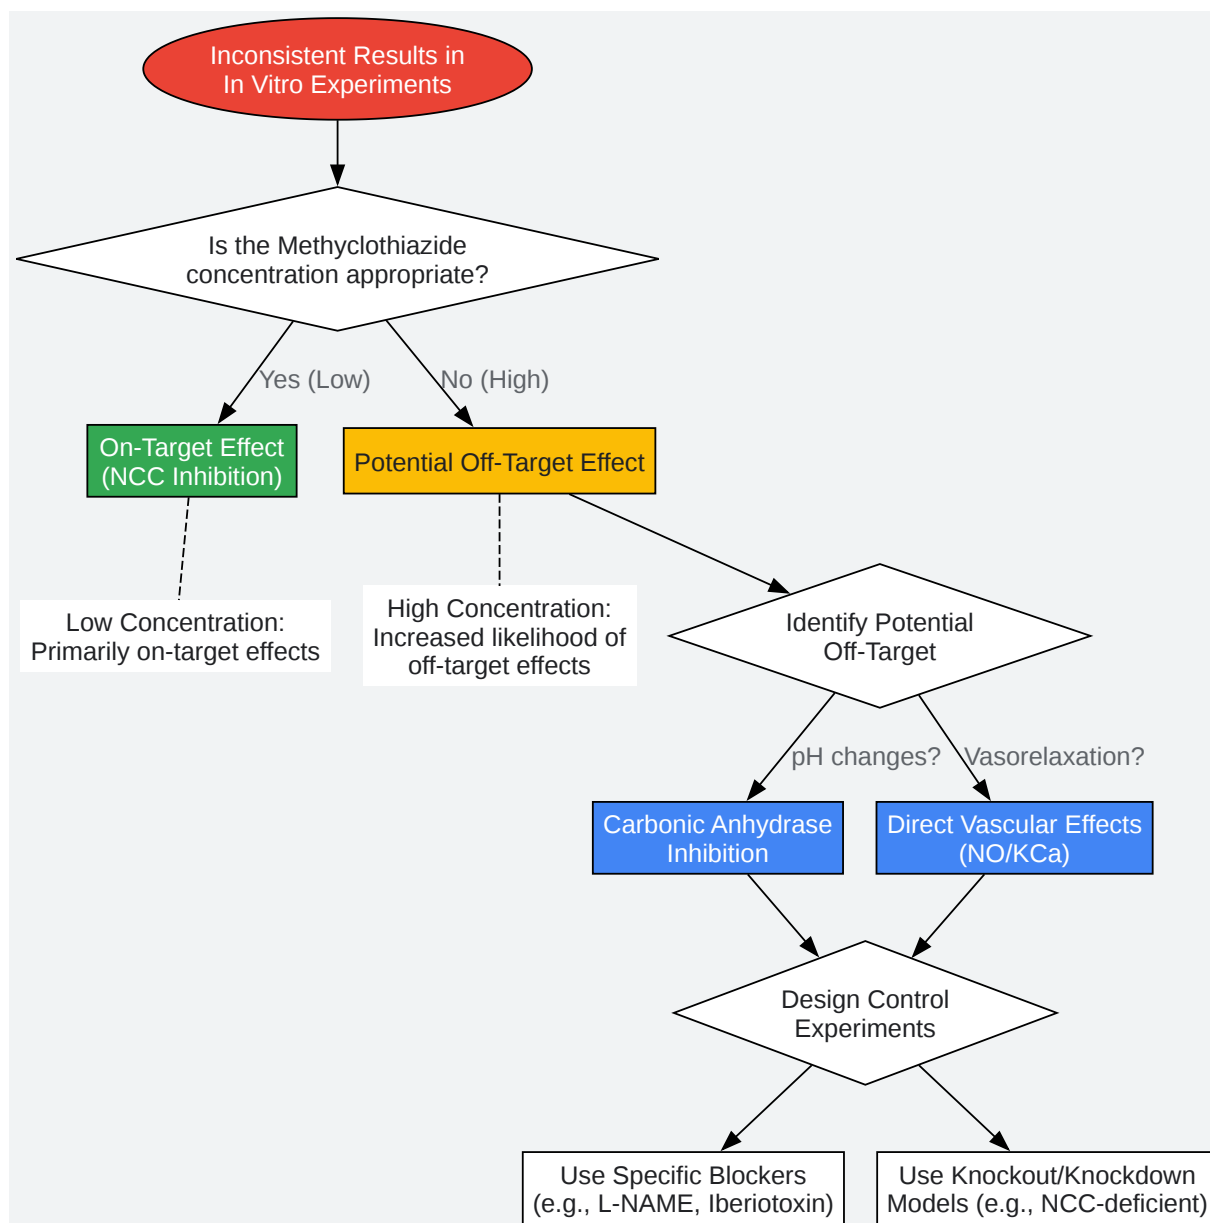 Inconsistent Results in
In Vitro Experiments
Is the Methyclothiazide
concentration appropriate?
Yes (Low)
No (High)
On-Target Effect
(NCC Inhibition)
Potential Off-Target Effect
Low Concentration:
Primarily on-target effects
High Concentration:
Increased likelihood of
off-target effects
Identify Potential
Off-Target
pH changes?
Vasorelaxation?
Carbonic Anhydrase
Inhibition
Direct Vascular Effects
(NO/KCa)
Design Control
Experiments
Use Specific Blockers
(e.g., L-NAME, Iberiotoxin)
Use Knockout/Knockdown
Models (e.g., NCC-deficient)